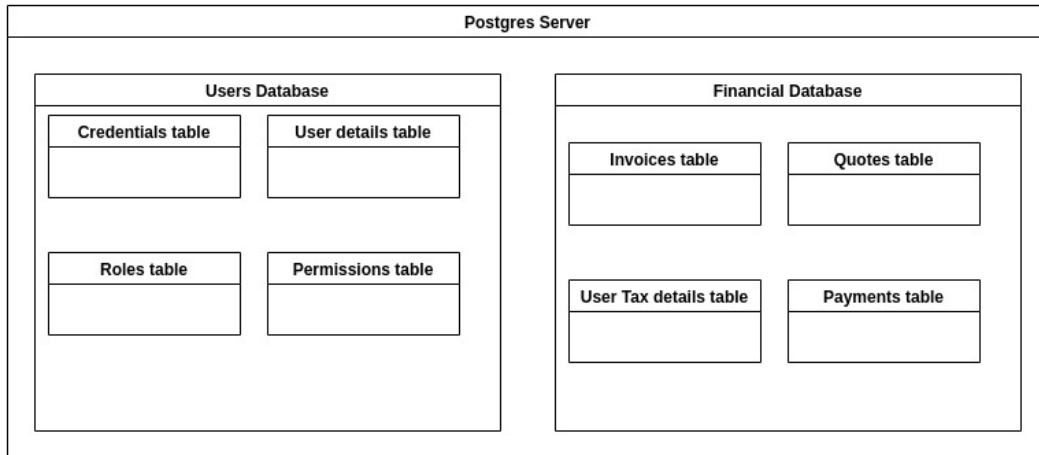 Postgres Server
Users Database
Credentials table
User details table
Roles table
Permissions table
Financial Database
Invoices table
Quotes table
User Tax details table
Payments table